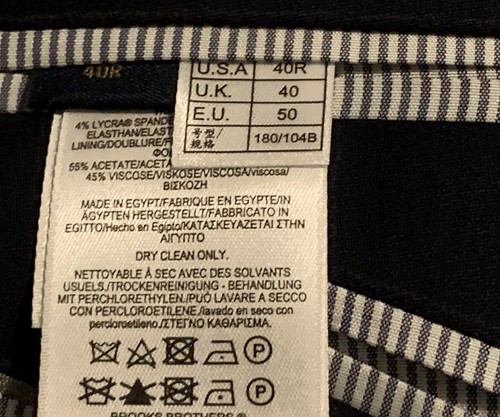 40R
U.S.A 40R
U.K. 40
E.U. 50
号型/规格 180/104B
4% LYCRA® SPANDE
ELASTHAN/ELAST
LINING/DOUBLURE/F
ФО
55% ACETATE/ACETA
45% VISCOSE/VISKOSE/VISCOSA/viscosa/
ΒΙΣΚΟΖΗ
MADE IN EGYPT/FABRIQUE EN EGYPTE/IN
ÄGYPTEN HERGESTELLT/FABBRICATO IN
EGITTO/Hecho en Egipto/ΚΑΤΑΣΚΕΥΑΖΕΤΑΙ ΣΤΗΝ
ΑΙΓΥΠΤΟ
DRY CLEAN ONLY.
NETTOYABLE À SEC AVEC DES SOLVANTS
USUELS./TROCKENREINIGUNG - BEHANDLUNG
MIT PERCHLORETHYLEN./PUÒ LAVARE A SECCO
CON PERCLOROETILENE./lavado en seco con
percloroetileno./ΣΤΕΓΝΟ ΚΑΘΑΡΙΣΜΑ.
P
P
BROOKS BROTHERS ®